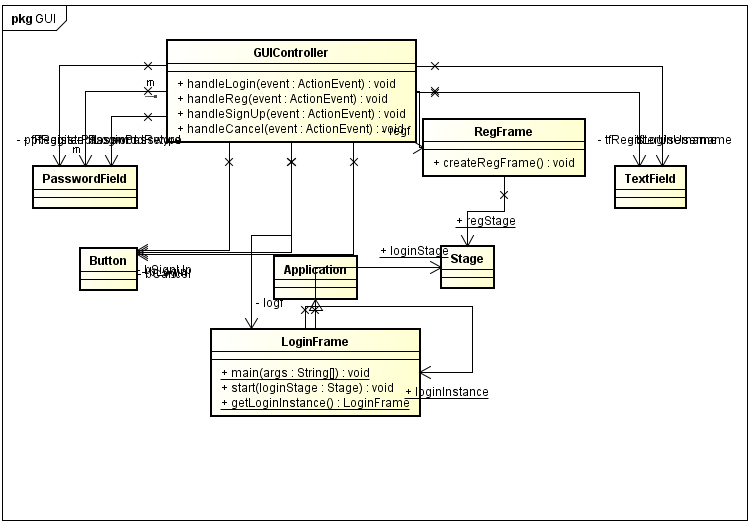 pkg GUI
GUIController
+ handleLogin(event : ActionEvent) : void
+ handleReg(event : ActionEvent) : void
+ handleSignUp(event : ActionEvent) : void
+ handleCancel(event : ActionEvent) : void
- regf
RegFrame
+ createRegFrame() : void
PasswordField
TextField
+ regStage
Button
- bCancel
Application
+ loginStage
Stage
- logf
LoginFrame
+ main(args : String[]) : void
+ start(loginStage : Stage) : void
+ getLoginInstance() : LoginFrame
+ loginInstance